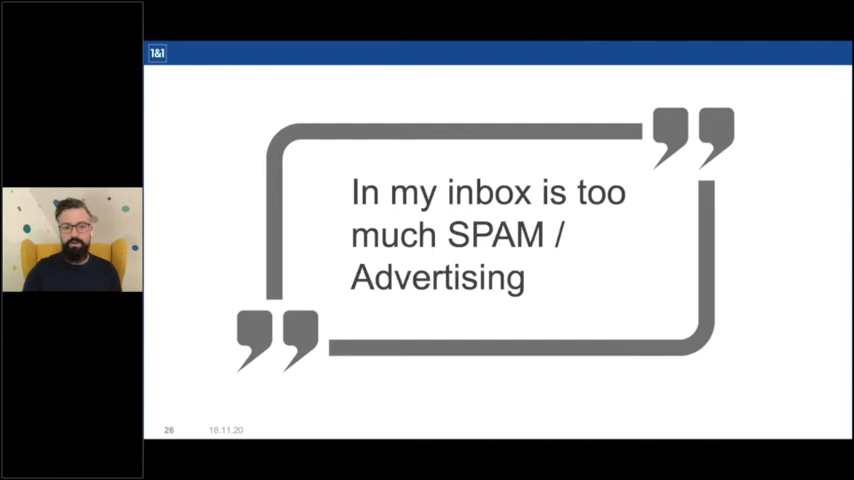 1&1
In my inbox is too
much SPAM /
Advertising
26 16.11.20